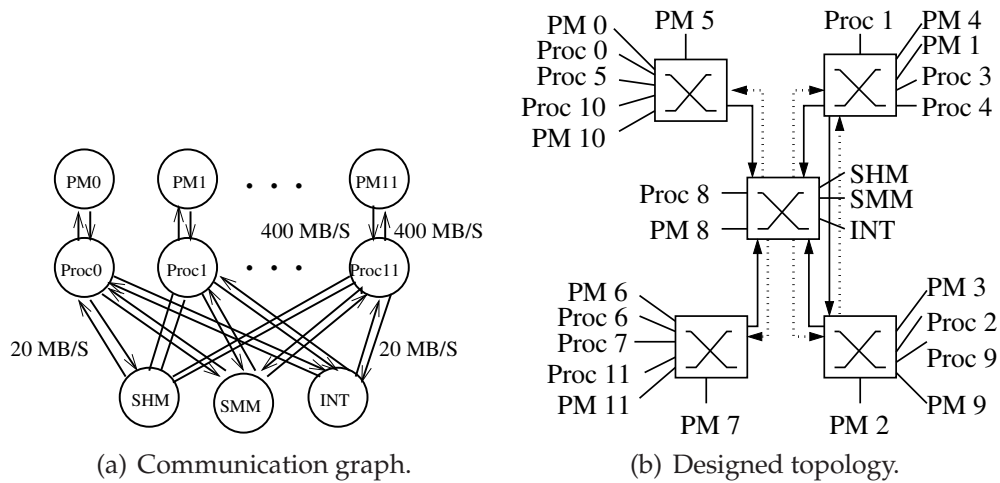 PM0
PM1
PM11
400 MB/S
400 MB/S
Proc0
Proc1
Proc11
20 MB/S
20 MB/S
SHM
SMM
INT
(a) Communication graph.
PM 0
PM 5
Proc 0
Proc 5
Proc 10
PM 10
Proc 1
PM 4
PM 1
Proc 3
Proc 4
Proc 8
PM 8
SHM
SMM
INT
PM 6
Proc 6
Proc 7
Proc 11
PM 11
PM 7
PM 3
Proc 2
Proc 9
PM 9
PM 2
(b) Designed topology.